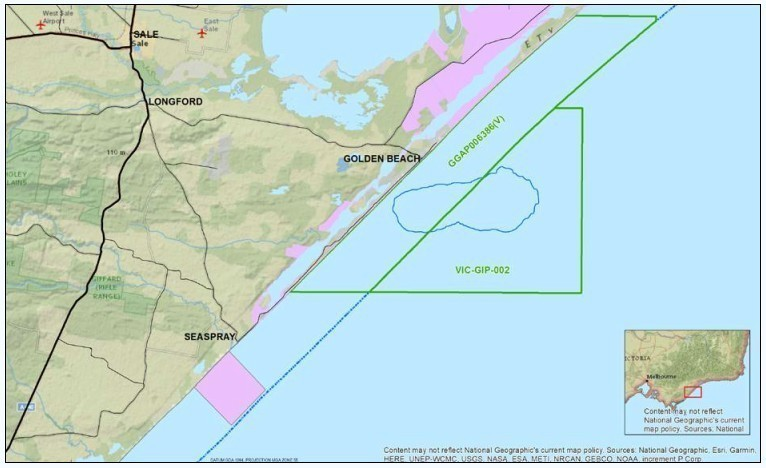 West Sale
Airport
East
Sale
SALE
Sale
LONGFORD
110 m
GOLDEN BEACH
GGAP006386(V)
VIC-GIP-002
SEASPRAY
Melbourne
Content may not reflect
National Geographic's current
map policy. Sources: National
Content may not reflect National Geographic's current map policy. Sources: National Geographic, Esri, Garmin,
HERE, UNEP-WCMC, USGS, NASA, ESA, METI, NRCAN, GEBCO, NOAA, increment P Corp